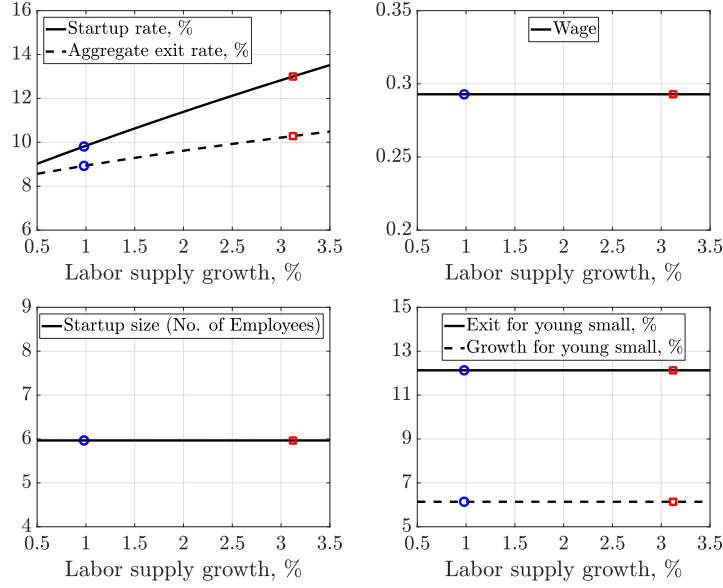 16
14
12
10
8
6
Startup rate, %
Aggregate exit rate, %
0.5 1 1.5 2 2.5 3 3.5
Labor supply growth, %
0.35
0.3
0.25
0.2
Wage
0.5 1 1.5 2 2.5 3 3.5
Labor supply growth, %
9
8
7
6
5
4
Startup size (No. of Employees)
0.5 1 1.5 2 2.5 3 3.5
Labor supply growth, %
15
13
11
9
7
5
Exit for young small, %
Growth for young small, %
0.5 1 1.5 2 2.5 3 3.5
Labor supply growth, %